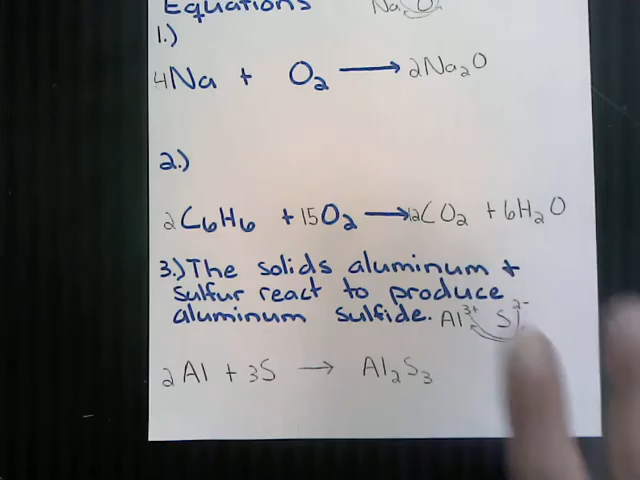 Equations Na O
1.)
4Na + O₂ ⟶ 2Na₂O
2.)
2C₆H₆ + 15O₂ ⟶ 12CO₂ + 6H₂O
3.) The solids aluminum +
sulfur react to produce
aluminum sulfide. Al³⁺ S²⁻
2Al + 3S ⟶ Al₂S₃